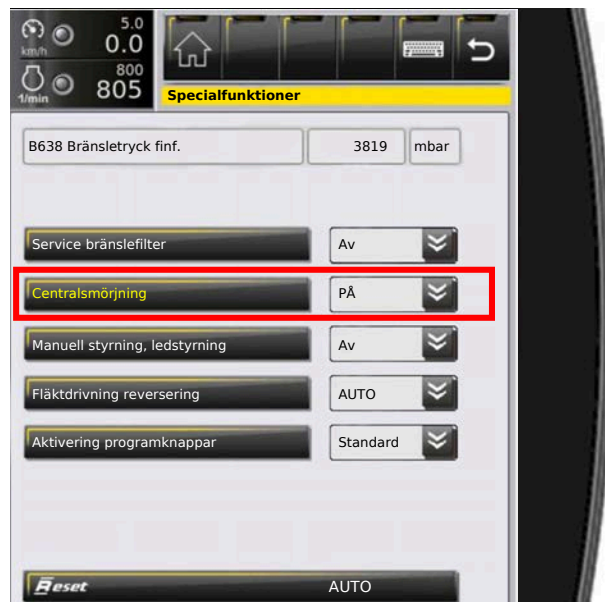 km/h 5.0
0.0
1/min 800
805
Specialfunktioner
B638 Bränsletryck finf. 3819 mbar
Service bränslefilter Av
Centralsmörjning PÅ
Manuell styrning, ledstyrning Av
Fläktdrivning reversering AUTO
Aktivering programknappar Standard
Reset AUTO